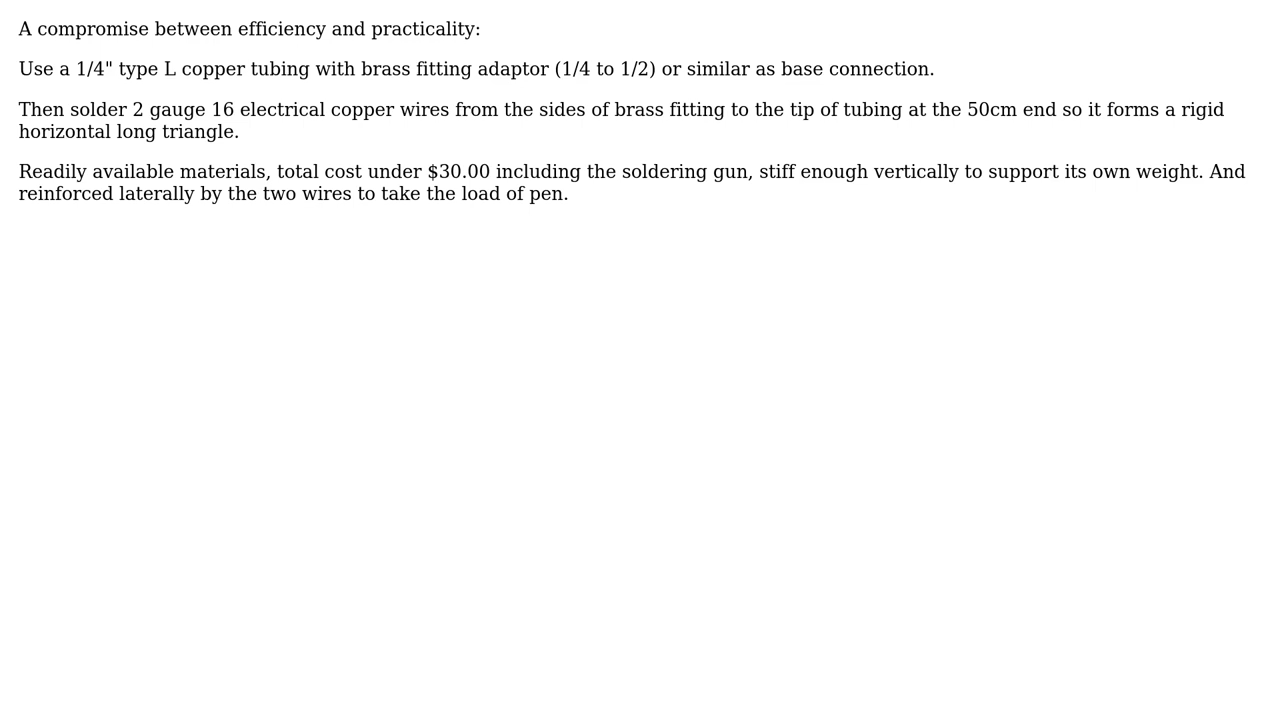 A compromise between efficiency and practicality:
Use a 1/4" type L copper tubing with brass fitting adaptor (1/4 to 1/2) or similar as base connection.
Then solder 2 gauge 16 electrical copper wires from the sides of brass fitting to the tip of tubing at the 50cm end so it forms a rigid
horizontal long triangle.
Readily available materials, total cost under $30.00 including the soldering gun, stiff enough vertically to support its own weight. And
reinforced laterally by the two wires to take the load of pen.